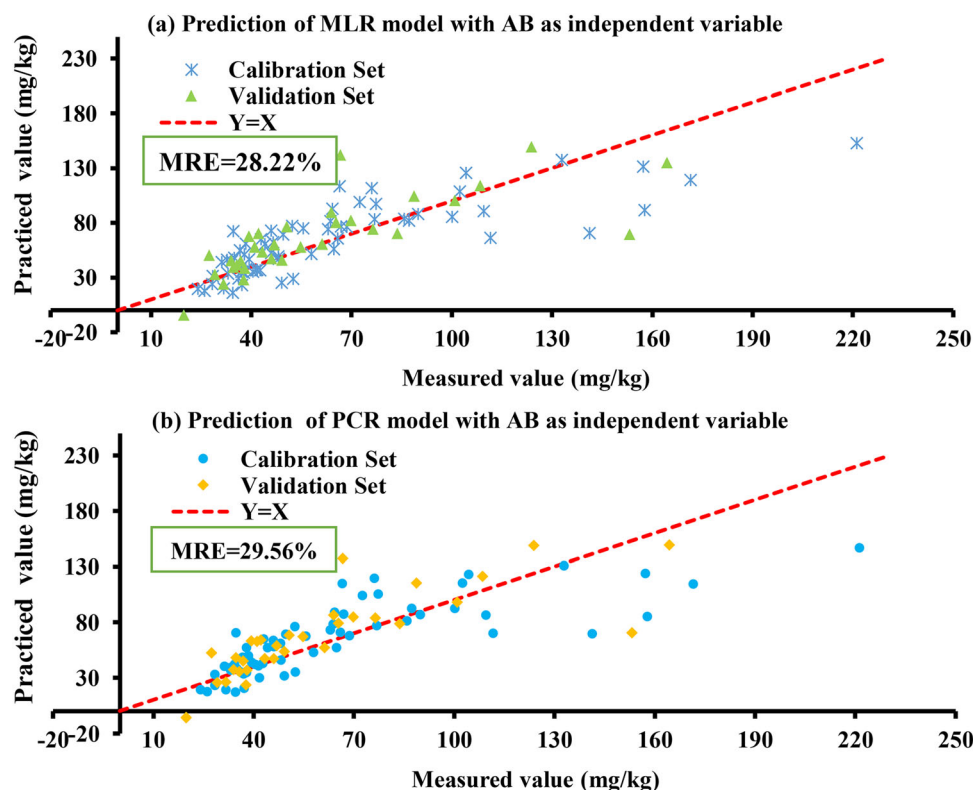 (a) Prediction of MLR model with AB as independent variable
Practiced value (mg/kg)
230
180
130
80
30
-20
Calibration Set
Validation Set
Y=X
MRE=28.22%
-20 10 40 70 100 130 160 190 220 250
Measured value (mg/kg)
(b) Prediction of PCR model with AB as independent variable
Practiced value (mg/kg)
230
180
130
80
30
-20
Calibration Set
Validation Set
Y=X
MRE=29.56%
-20 10 40 70 100 130 160 190 220 250
Measured value (mg/kg)